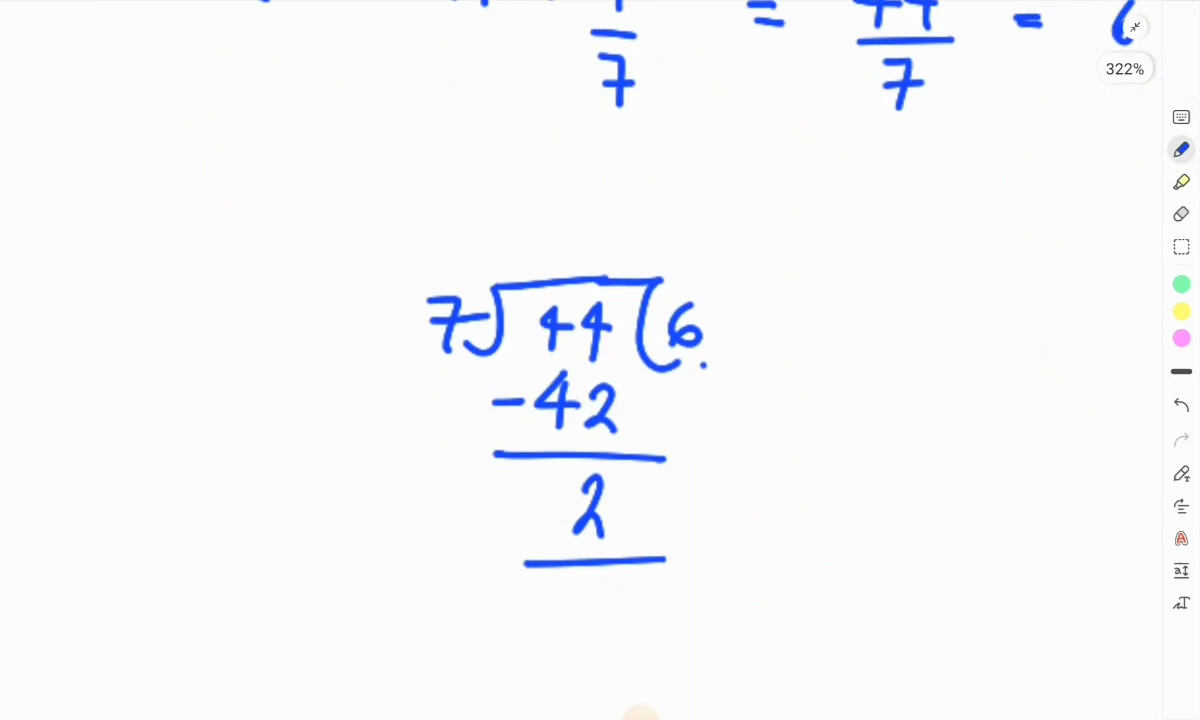 = 44 =
7 7
322%
7) 44 ( 6.
-42
2